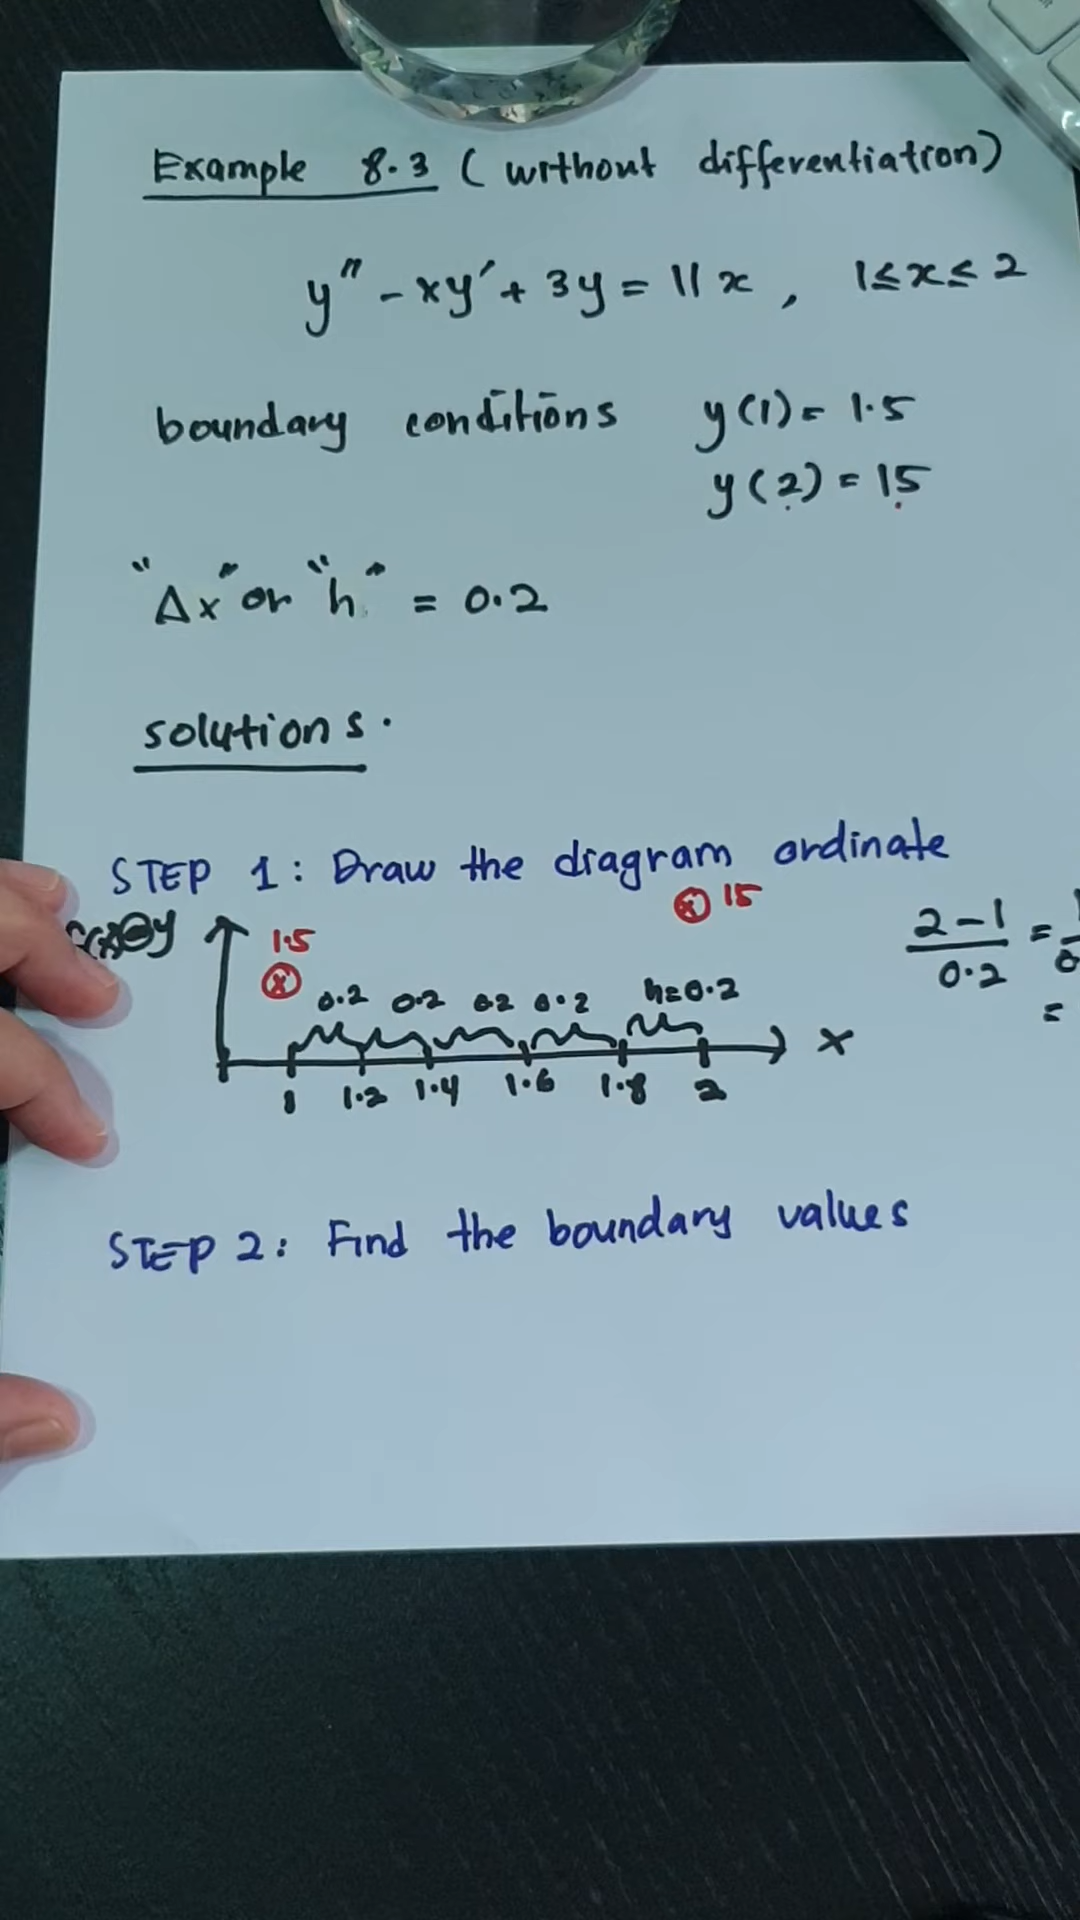 Example 8.3 (without differentiation)
y" - xy' + 3y = 11x , 1≤x≤2
boundary conditions y(1) = 1.5
y(2) = 15
"Δx" or "h" = 0.2
solutions.
STEP 1: Draw the diagram ordinate
y 1.5 ⊗ ⊗ 15
2-1 / 0.2 =
=
0.2 0.2 0.2 0.2 h=0.2
x
1 1.2 1.4 1.6 1.8 2
STEP 2: Find the boundary values